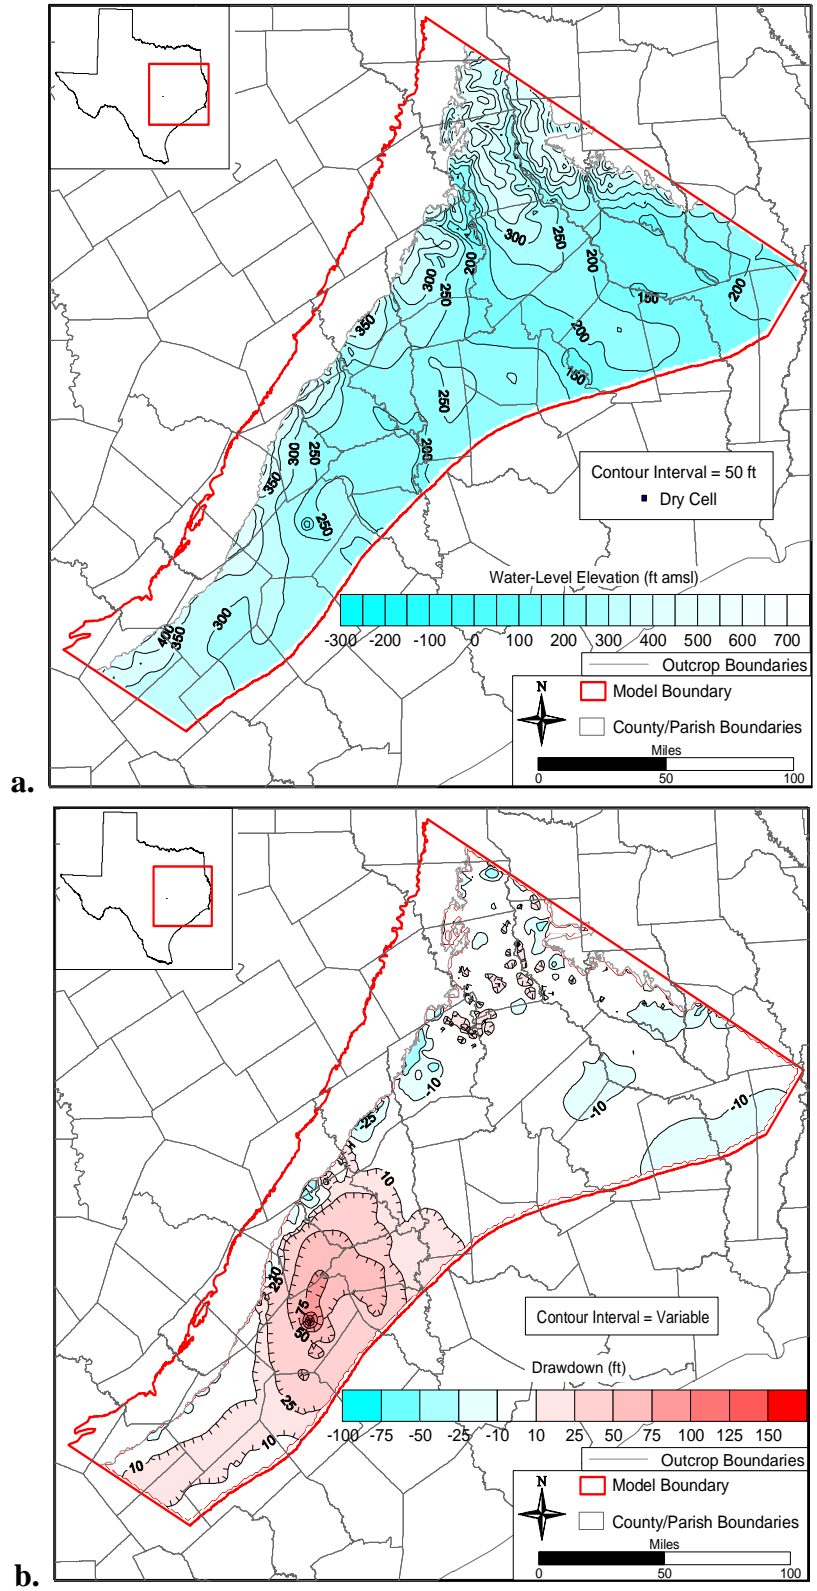 300
250
200
200
300
250
200
150
350
200
150
250
300
250
200
350
250
Contour Interval = 50 ft
Dry Cell
300
400
350
Water-Level Elevation (ft amsl)
-300 -200 -100 0 100 200 300 400 500 600 700
Outcrop Boundaries
N
Model Boundary
County/Parish Boundaries
Miles
0 50 100
a.
-10
-10
-10
-25
10
75
50
Contour Interval = Variable
Drawdown (ft)
25
-100 -75 -50 -25 -10 10 25 50 75 100 125 150
10
10
Outcrop Boundaries
N
Model Boundary
County/Parish Boundaries
Miles
0 50 100
b.